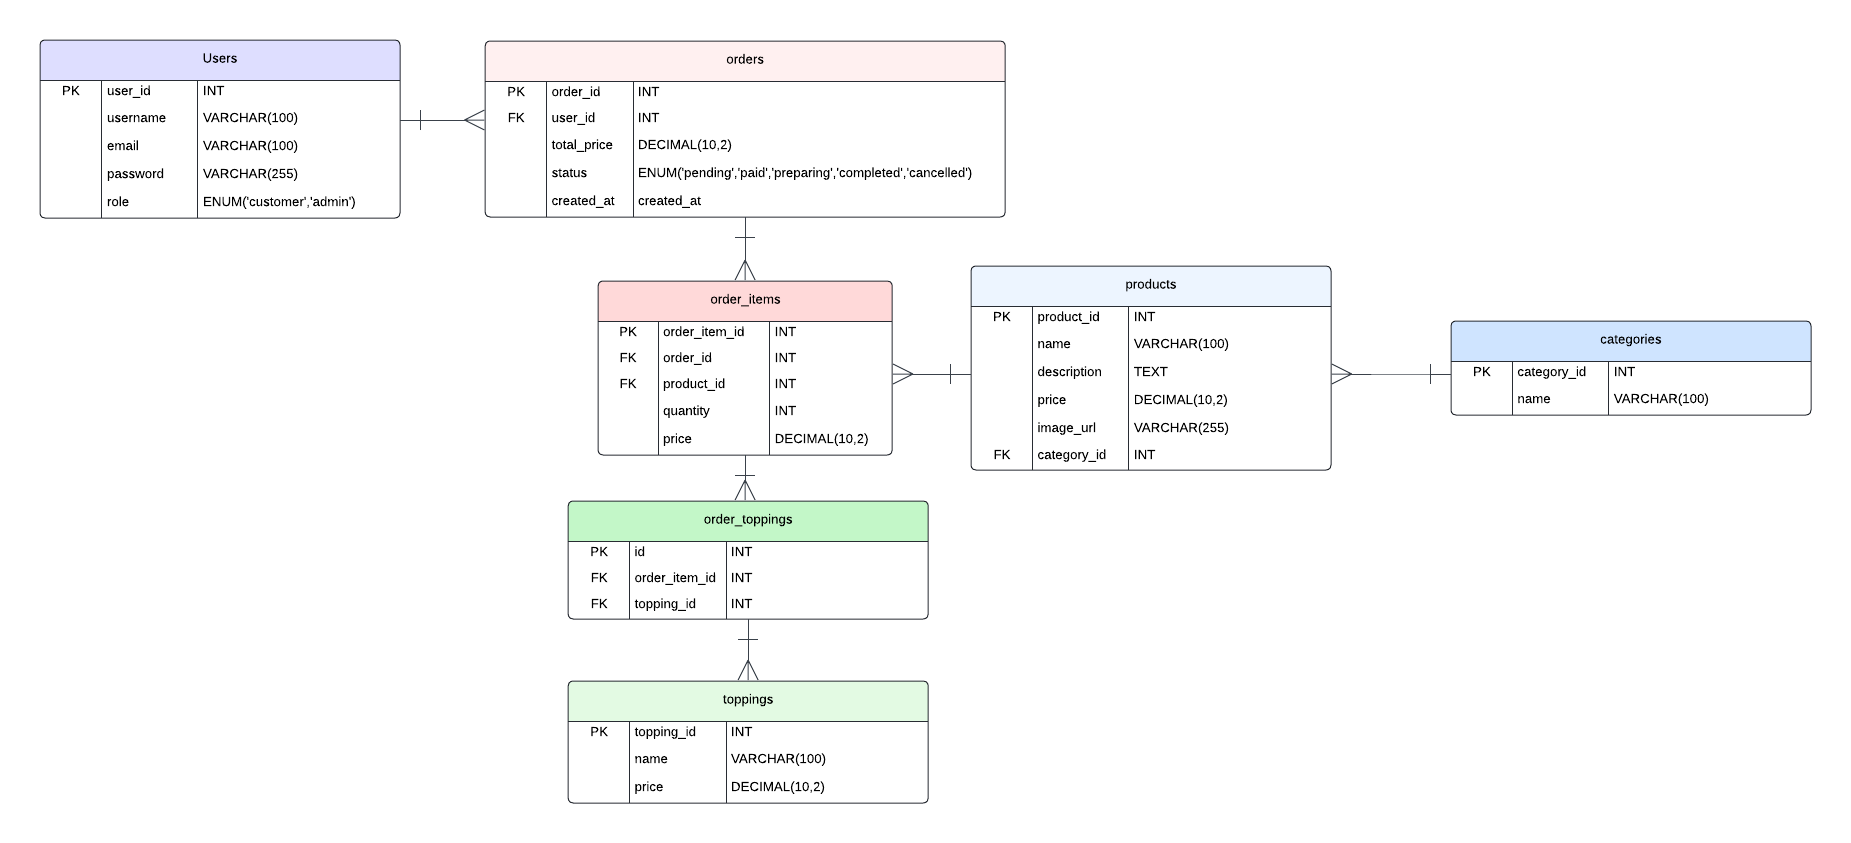 Users
PK user_id INT
username VARCHAR(100)
email VARCHAR(100)
password VARCHAR(255)
role ENUM('customer','admin')
orders
PK order_id INT
FK user_id INT
total_price DECIMAL(10,2)
status ENUM('pending','paid','preparing','completed','cancelled')
created_at created_at
order_items
PK order_item_id INT
FK order_id INT
FK product_id INT
quantity INT
price DECIMAL(10,2)
products
PK product_id INT
name VARCHAR(100)
description TEXT
price DECIMAL(10,2)
image_url VARCHAR(255)
FK category_id INT
categories
PK category_id INT
name VARCHAR(100)
order_toppings
PK id INT
FK order_item_id INT
FK topping_id INT
toppings
PK topping_id INT
name VARCHAR(100)
price DECIMAL(10,2)